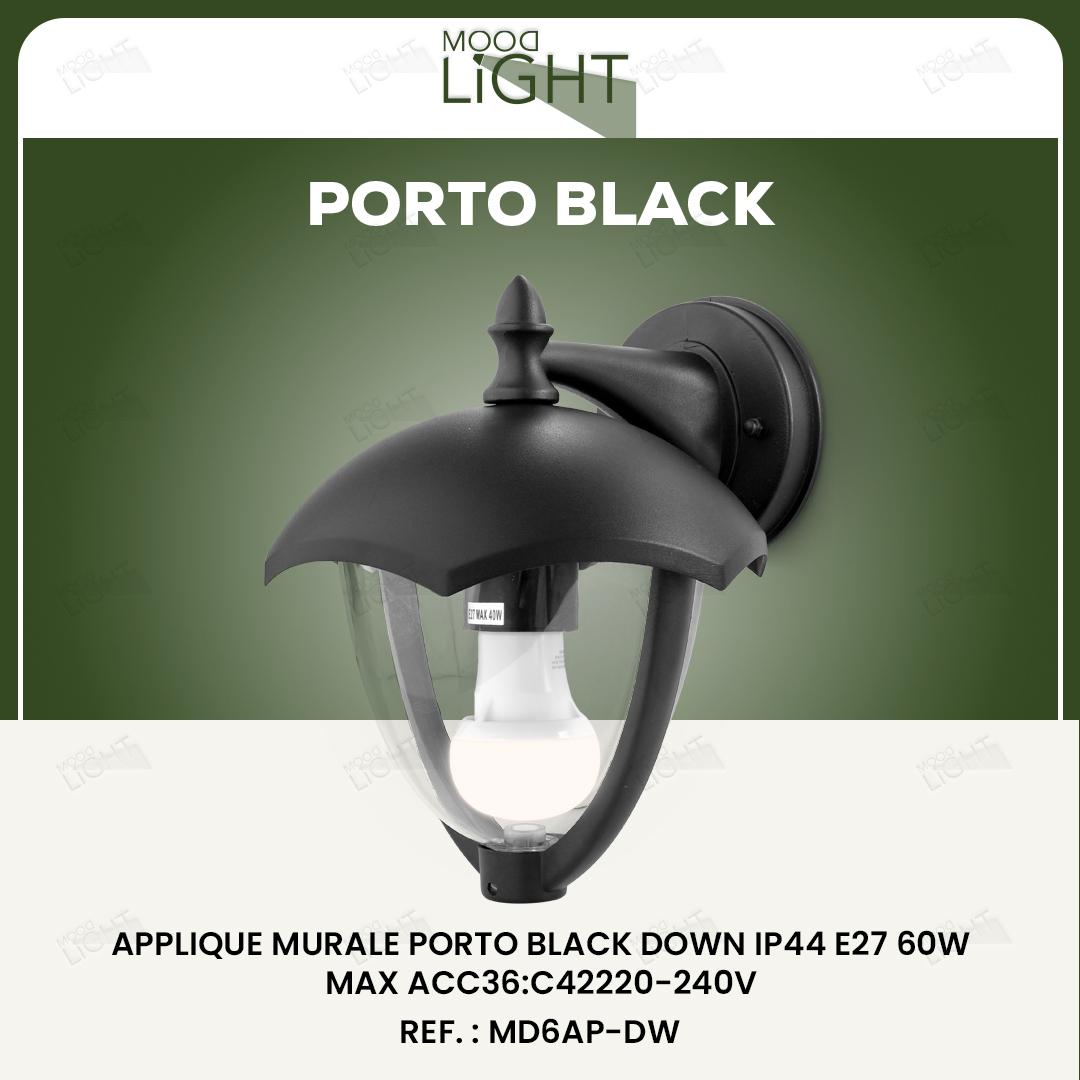 MOOD
LiGHT
PORTO BLACK
E27 MAX 40W
APPLIQUE MURALE PORTO BLACK DOWN IP44 E27 60W
MAX ACC36:C42220-240V
REF. : MD6AP-DW